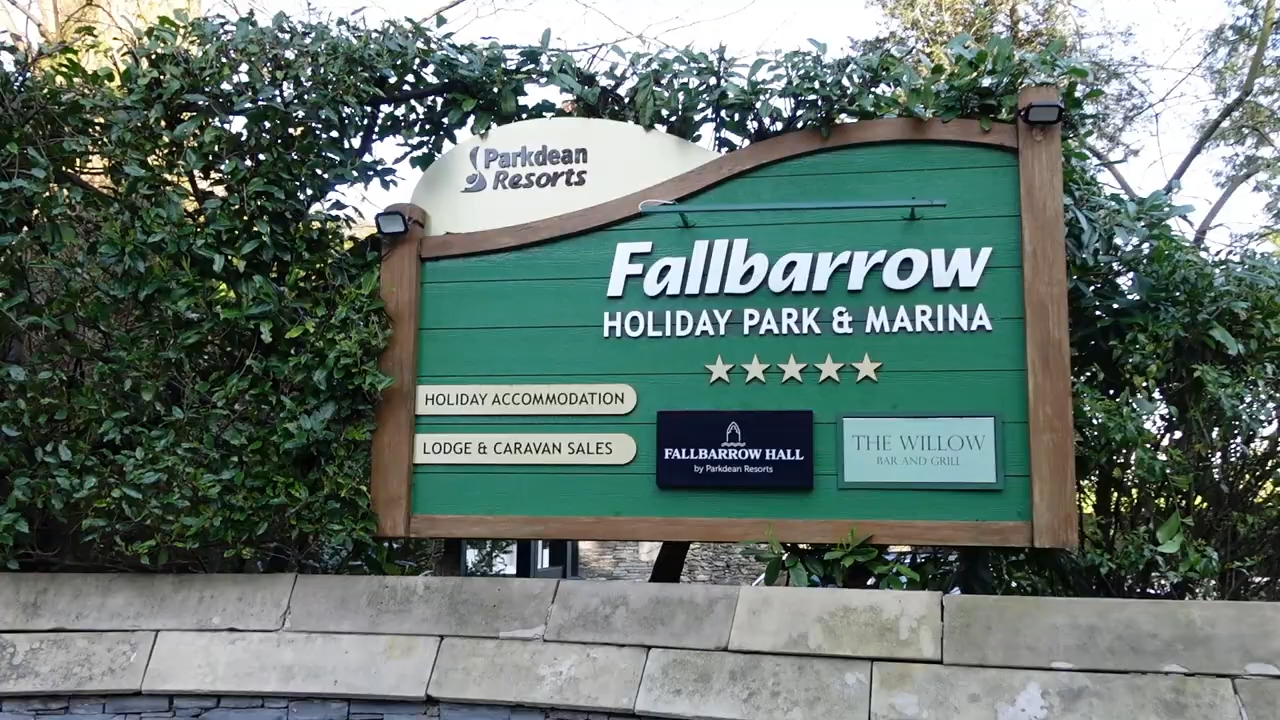 Parkdean
Resorts
Fallbarrow
HOLIDAY PARK & MARINA
HOLIDAY ACCOMMODATION
LODGE & CARAVAN SALES
FALLBARROW HALL
by Parkdean Resorts
THE WILLOW
BAR AND GRILL